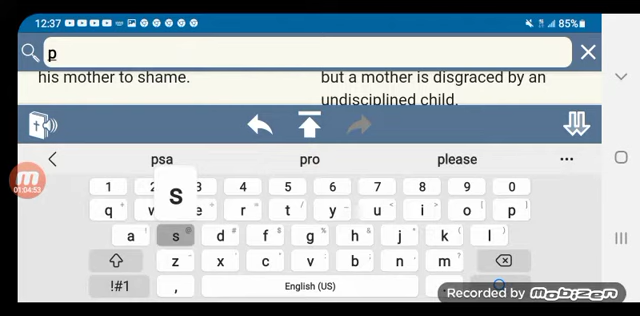 12:37 85%
p
his mother to shame.
but a mother is disgraced by an
undisciplined child.
01:04:53
psa pro please
1 2 3 4 5 6 7 8 9 0
q w e r t y u i o p
S
a s d f g h j k l
z x c v b n m
!#1 , English (US)
Recorded by MOBIZEN